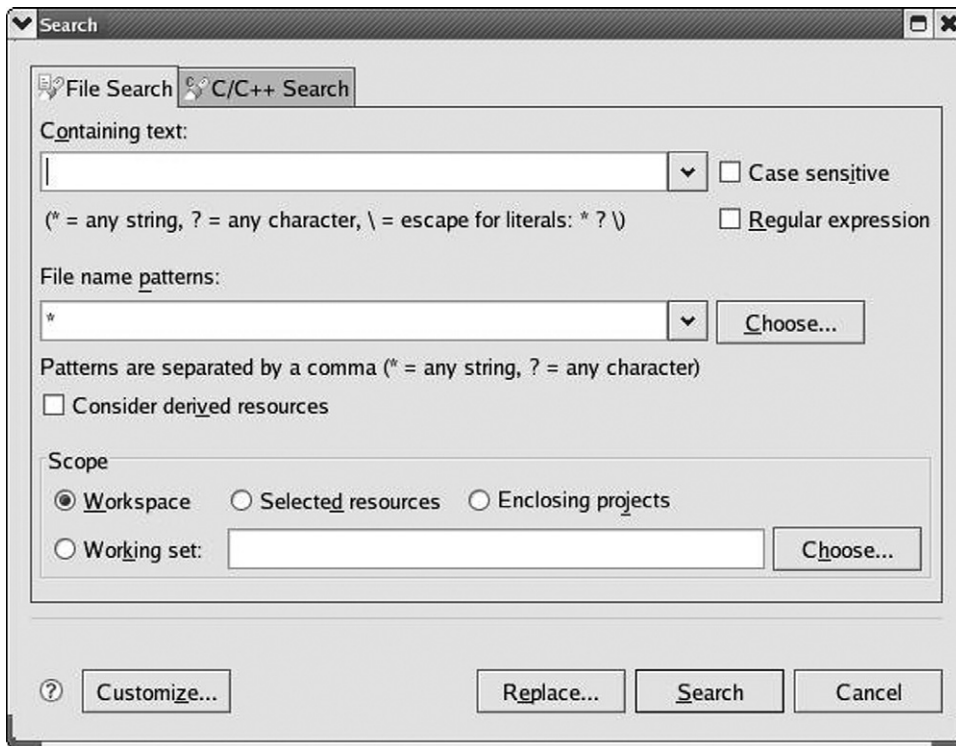 Search
File Search C/C++ Search
Containing text:
Case sensitive
(* = any string, ? = any character, \ = escape for literals: * ? \)
Regular expression
File name patterns:
*
Choose...
Patterns are separated by a comma (* = any string, ? = any character)
Consider derived resources
Scope
Workspace Selected resources Enclosing projects
Working set: Choose...
? Customize... Replace... Search Cancel